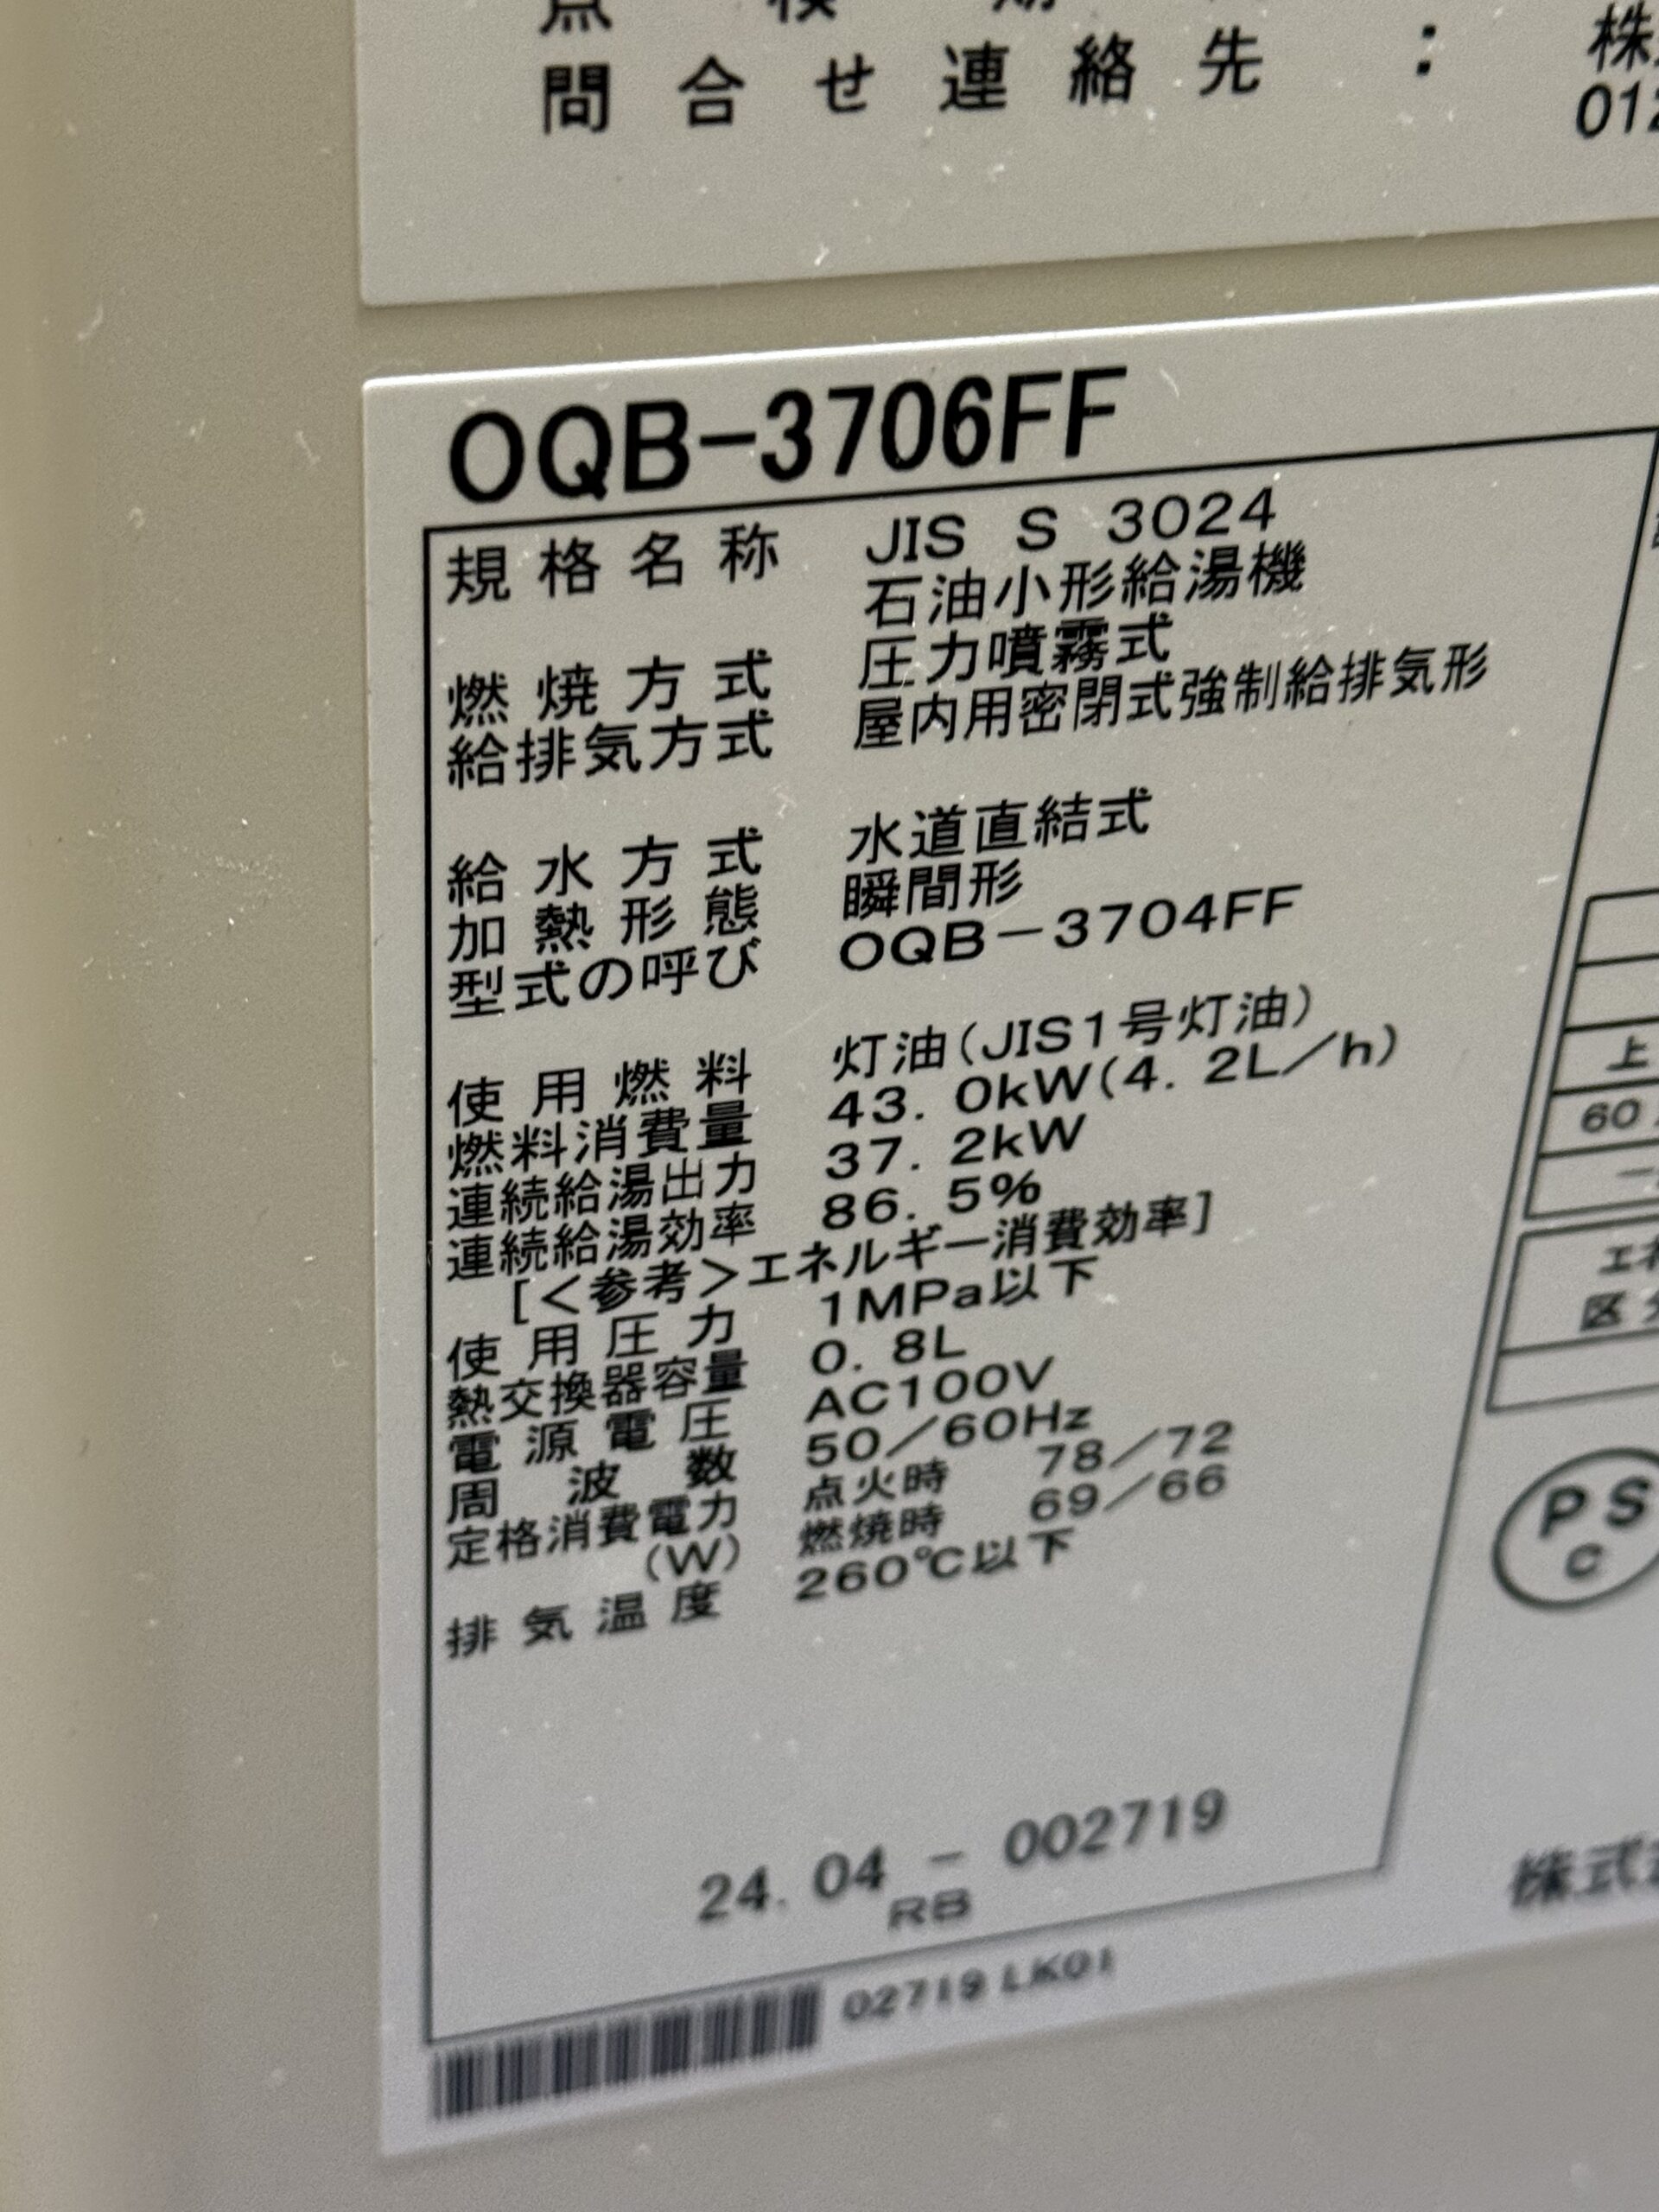 問合せ連絡先 : 株
012
OQB-3706FF
規格名称 JIS S 3024
石油小形給湯機
燃焼方式 圧力噴霧式
給排気方式 屋内用密閉式強制給排気形
給水方式 水道直結式
加熱形態 瞬間形
型式の呼び OQB-3704FF
使用燃料 灯油(JIS1号灯油)
燃料消費量 43. 0kW(4. 2L/h)
連続給湯出力 37. 2kW
連続給湯効率 86. 5%
[<参考>エネルギー消費効率]
使用圧力 1MPa以下
熱交換器容量 0. 8L
電源電圧 AC100V
周波数 50/60Hz
定格消費電力 点火時 78/72
(W) 燃焼時 69/66
排気温度 260℃以下
24. 04 - 002719
RB
02719 LK01
上
60
エネ
区分
PS
C
株式